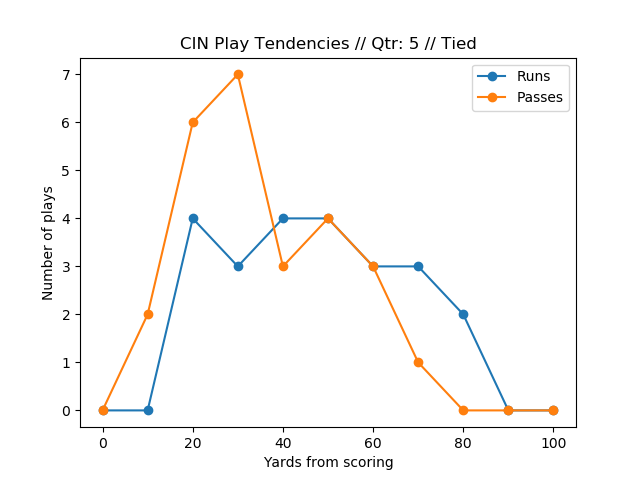 CIN Play Tendencies // Qtr: 5 // Tied
Runs
Passes
Number of plays
7
6
5
4
3
2
1
0
0 20 40 60 80 100
Yards from scoring